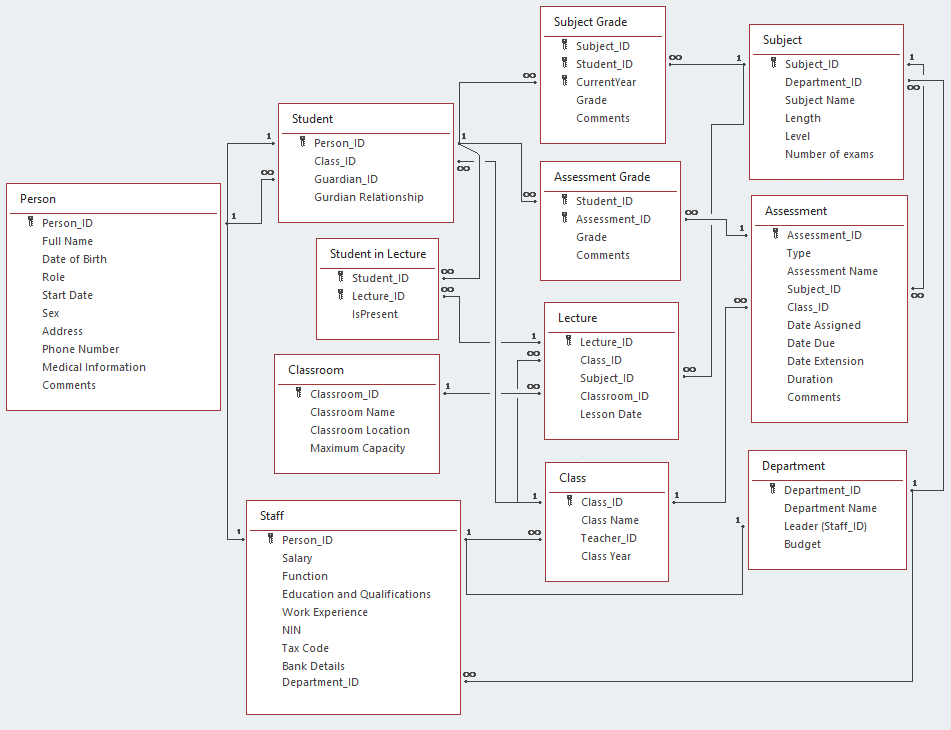 Person
Person_ID
Full Name
Date of Birth
Role
Start Date
Sex
Address
Phone Number
Medical Information
Comments
1
1
∞
Student
Person_ID
Class_ID
Guardian_ID
Gurdian Relationship
1
∞
Student in Lecture
Student_ID
Lecture_ID
IsPresent
∞
∞
Classroom
Classroom_ID
Classroom Name
Classroom Location
Maximum Capacity
1
1
Staff
Person_ID
Salary
Function
Education and Qualifications
Work Experience
NIN
Tax Code
Bank Details
Department_ID
1
∞
∞
Subject Grade
Subject_ID
Student_ID
CurrentYear
Grade
Comments
∞
∞
Assessment Grade
Student_ID
Assessment_ID
Grade
Comments
∞
1
∞
∞
Lecture
Lecture_ID
Class_ID
Subject_ID
Classroom_ID
Lesson Date
∞
1
∞
Class
Class_ID
Class Name
Teacher_ID
Class Year
1
1
Subject
Subject_ID
Department_ID
Subject Name
Length
Level
Number of exams
1
∞
1
∞
Assessment
Assessment_ID
Type
Assessment Name
Subject_ID
Class_ID
Date Assigned
Date Due
Date Extension
Duration
Comments
∞
1
Department
Department_ID
Department Name
Leader (Staff_ID)
Budget
1